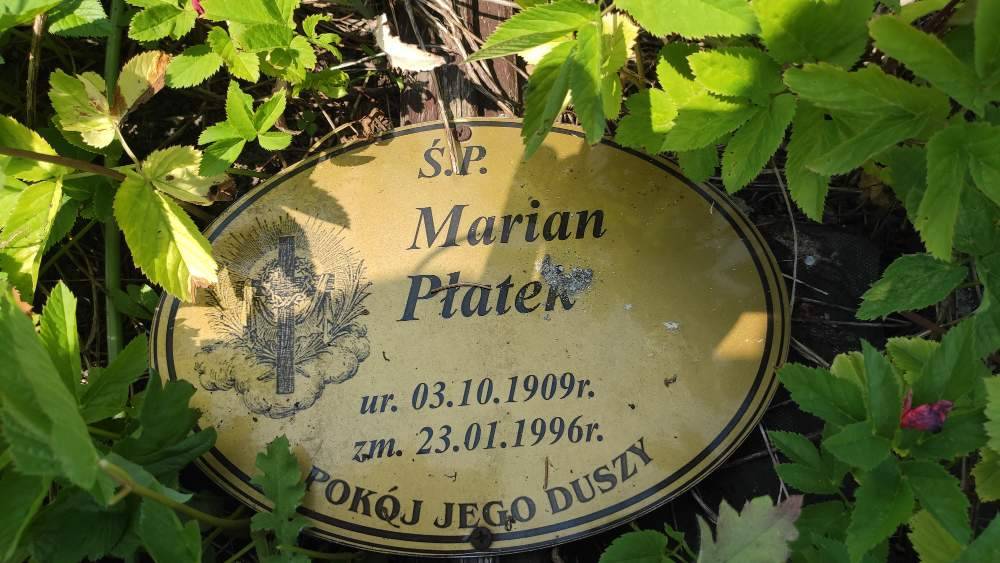 Ś.P.
Marian
Płatek
ur. 03.10.1909r.
zm. 23.01.1996r.
POKÓJ JEGO DUSZY